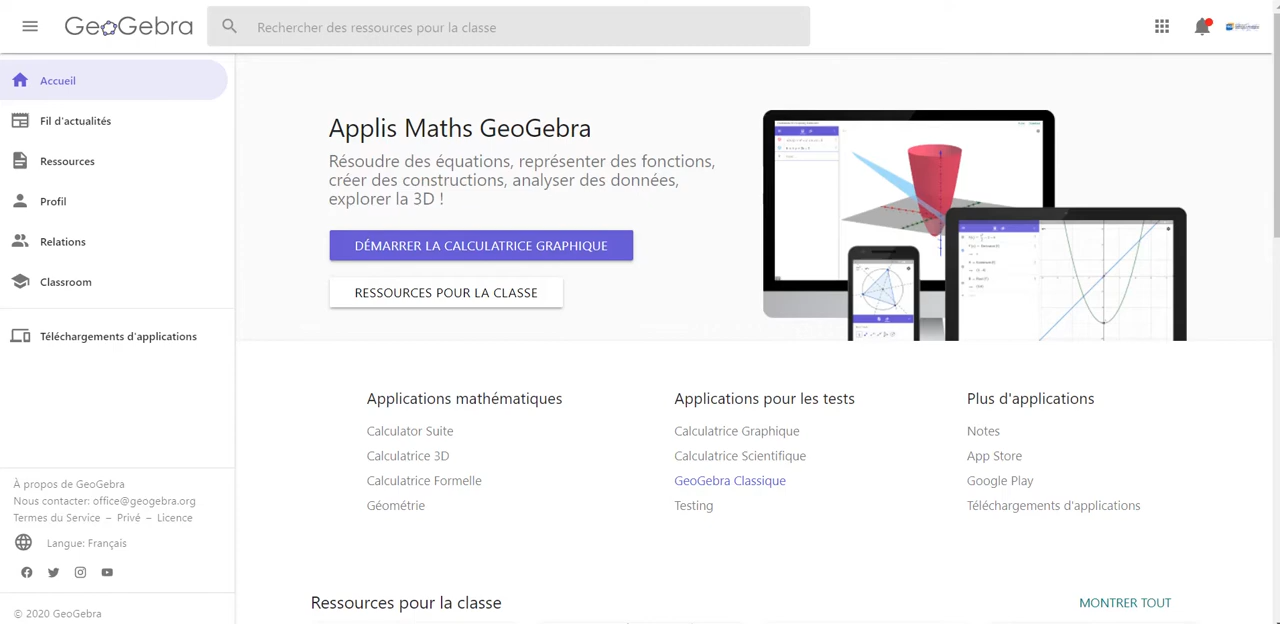 GeoGebra
Rechercher des ressources pour la classe
Accueil
Fil d'actualités
Ressources
Profil
Relations
Classroom
Téléchargements d'applications
À propos de GeoGebra
Nous contacter: office@geogebra.org
Termes du Service – Privé – Licence
Langue: Français
© 2020 GeoGebra
Applis Maths GeoGebra
Résoudre des équations, représenter des fonctions,
créer des constructions, analyser des données,
explorer la 3D !
DÉMARRER LA CALCULATRICE GRAPHIQUE
RESSOURCES POUR LA CLASSE
Applications mathématiques
Calculator Suite
Calculatrice 3D
Calculatrice Formelle
Géométrie
Applications pour les tests
Calculatrice Graphique
Calculatrice Scientifique
GeoGebra Classique
Testing
Plus d'applications
Notes
App Store
Google Play
Téléchargements d'applications
Ressources pour la classe
MONTRER TOUT